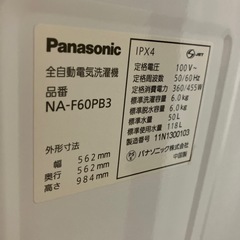 Panasonic
全自動電気洗濯機
品番
NA-F60PB3
外形寸法
幅 562mm
奥行 562mm
高さ 984mm
IPX4
JET
定格電圧 100V~
定格周波数 50/60Hz
定格消費電力 360/455W
標準洗濯容量 6.0kg
標準脱水容量 6.0kg
標準水量 50L
標準使用水量 118L
製造番号 11N1300103
パナソニック株式会社
中国製